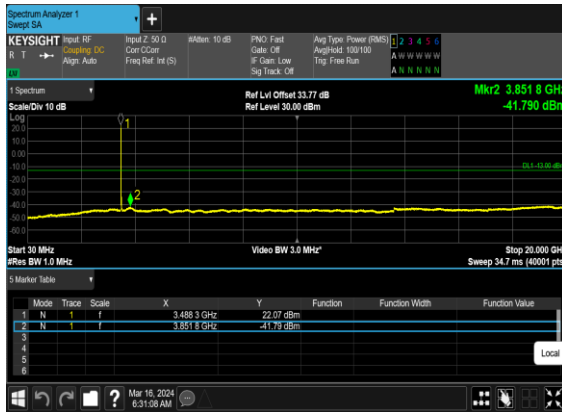 Spectrum Analyzer 1
Swept SA
+
KEYSIGHT Input: RF Input Z: 50 Ω #Atten: 10 dB PNO: Fast Avg Type: Power (RMS) 1 2 3 4 5 6
R T Coupling: DC Corr CCorr Gate: Off Avg|Hold: 100/100 A W W W W W
Align: Auto Freq Ref: Int (S) IF Gain: Low Trig: Free Run
LXI Sig Track: Off A N N N N N
1 Spectrum Ref Lvl Offset 33.77 dB Mkr2 3.851 8 GHz
Scale/Div 10 dB Ref Level 30.00 dBm -41.790 dBm
Log
1
20.0
10.0
0.00
-10.0
DL1 -13.00 dBm
-20.0
-30.0
2
-40.0
-50.0
-60.0
Start 30 MHz Video BW 3.0 MHz* Stop 20.000 GHz
#Res BW 1.0 MHz Sweep 34.7 ms (40001 pts)
5 Marker Table
Mode Trace Scale X Y Function Function Width Function Value
1 N 1 f 3.488 3 GHz 22.07 dBm
2 N 1 f 3.851 8 GHz -41.79 dBm
3
4
5
6
Local
?
Mar 16, 2024
6:31:08 AM